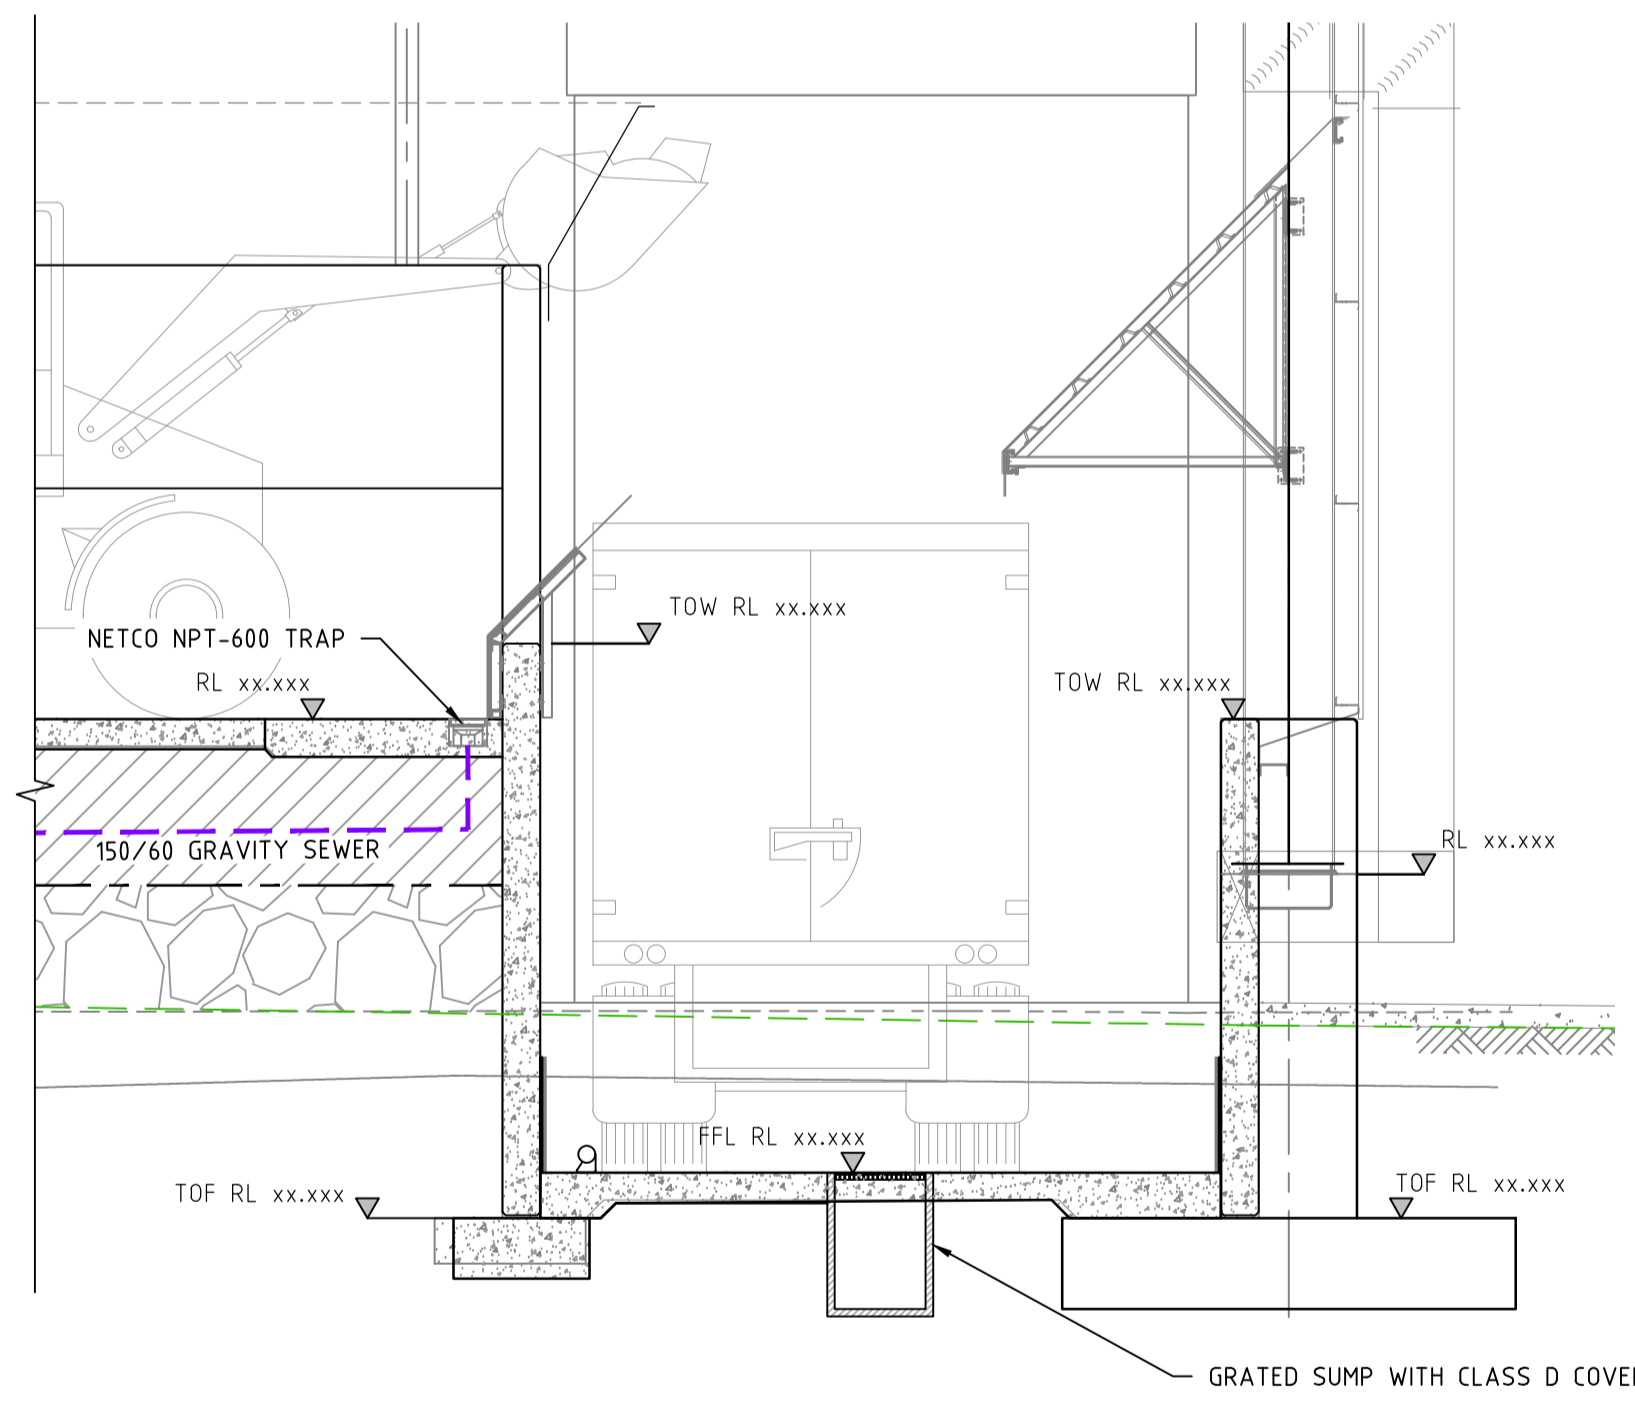 TOW RL xx.xxx
NETCO NPT-600 TRAP
RL xx.xxx
TOW RL xx.xxx
RL xx.xxx
150/60 GRAVITY SEWER
FFL RL xx.xxx
TOF RL xx.xxx
TOF RL xx.xxx
GRATED SUMP WITH CLASS D COVE